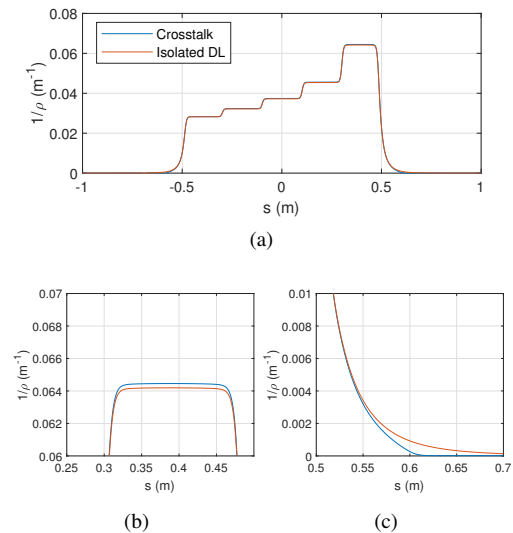 0.08
0.06
0.04
0.02
0
1/ρ (m⁻¹)
Crosstalk
Isolated DL
-1 -0.5 0 0.5 1
s (m)
(a)
0.07
0.068
0.066
0.064
0.062
0.06
1/ρ (m⁻¹)
0.25 0.3 0.35 0.4 0.45
s (m)
(b)
0.01
0.008
0.006
0.004
0.002
0
1/ρ (m⁻¹)
0.5 0.55 0.6 0.65 0.7
s (m)
(c)